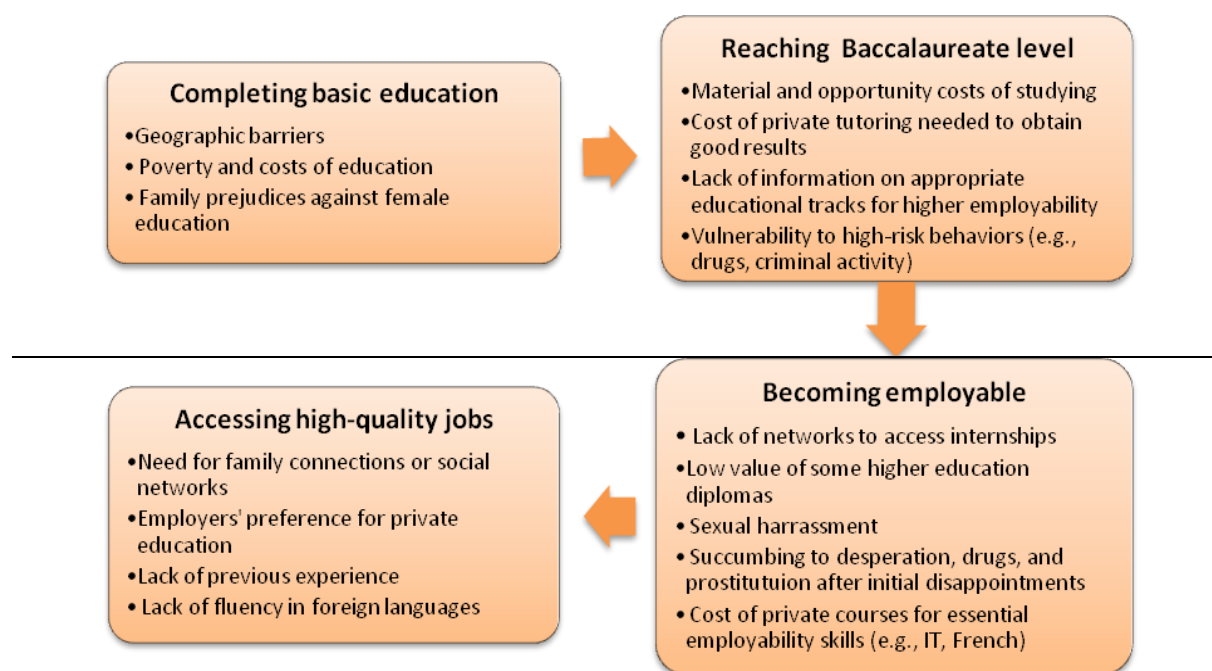 Completing basic education
•Geographic barriers
• Poverty and costs of education
• Family prejudices against female
education
Reaching Baccalaureate level
•Material and opportunity costs of studying
•Cost of private tutoring needed to obtain
good results
•Lack of information on appropriate
educational tracks for higher employability
•Vulnerability to high-risk behaviors (e.g.,
drugs, criminal activity)
Becoming employable
• Lack of networks to access internships
•Low value of some higher education
diplomas
• Sexual harrassment
• Succumbing to desperation, drugs, and
prostitutuion after initial disappointments
• Cost of private courses for essential
employability skills (e.g., IT, French)
Accessing high-quality jobs
•Need for family connections or social
networks
•Employers' preference for private
education
•Lack of previous experience
• Lack of fluency in foreign languages